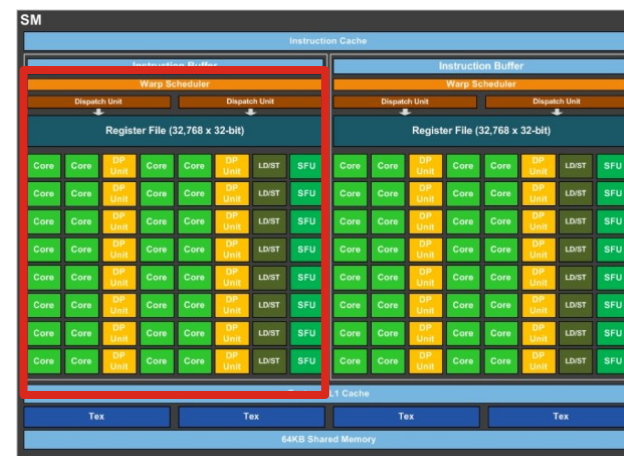 SM
Instruction Cache
Instruction Buffer Instruction Buffer
Warp Scheduler Warp Scheduler
Dispatch Unit Dispatch Unit Dispatch Unit Dispatch Unit
Register File (32,768 x 32-bit) Register File (32,768 x 32-bit)
Core Core DP Unit Core Core DP Unit LD/ST SFU Core Core DP Unit Core Core DP Unit LD/ST SFU
Core Core DP Unit Core Core DP Unit LD/ST SFU Core Core DP Unit Core Core DP Unit LD/ST SFU
Core Core DP Unit Core Core DP Unit LD/ST SFU Core Core DP Unit Core Core DP Unit LD/ST SFU
Core Core DP Unit Core Core DP Unit LD/ST SFU Core Core DP Unit Core Core DP Unit LD/ST SFU
Core Core DP Unit Core Core DP Unit LD/ST SFU Core Core DP Unit Core Core DP Unit LD/ST SFU
Core Core DP Unit Core Core DP Unit LD/ST SFU Core Core DP Unit Core Core DP Unit LD/ST SFU
Core Core DP Unit Core Core DP Unit LD/ST SFU Core Core DP Unit Core Core DP Unit LD/ST SFU
Core Core DP Unit Core Core DP Unit LD/ST SFU Core Core DP Unit Core Core DP Unit LD/ST SFU
L1 Cache
Tex Tex Tex Tex
64KB Shared Memory